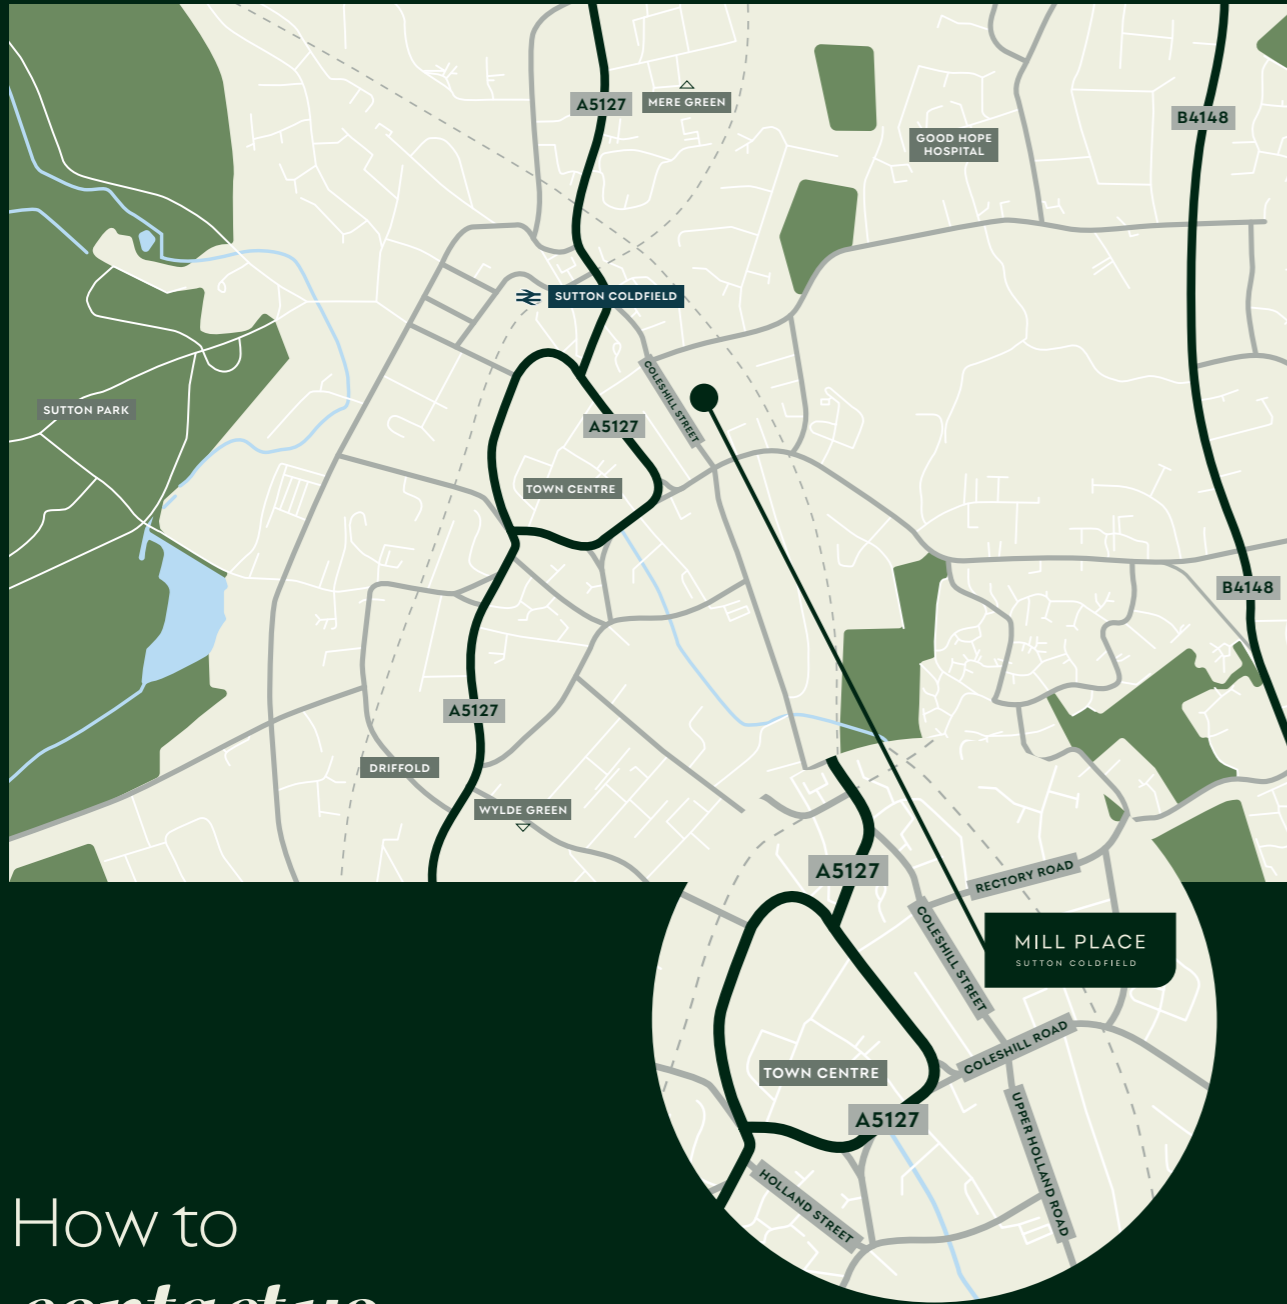 A5127
MERE GREEN
B4148
GOOD HOPE
HOSPITAL
SUTTON COLDFIELD
COLESHILL STREET
SUTTON PARK
A5127
TOWN CENTRE
B4148
A5127
DRIFFOLD
WYLDE GREEN
A5127
RECTORY ROAD
COLESHILL STREET
MILL PLACE
SUTTON COLDFIELD
COLESHILL ROAD
TOWN CENTRE
A5127
UPPER HOLLAND ROAD
HOLLAND STREET
How to
contact us